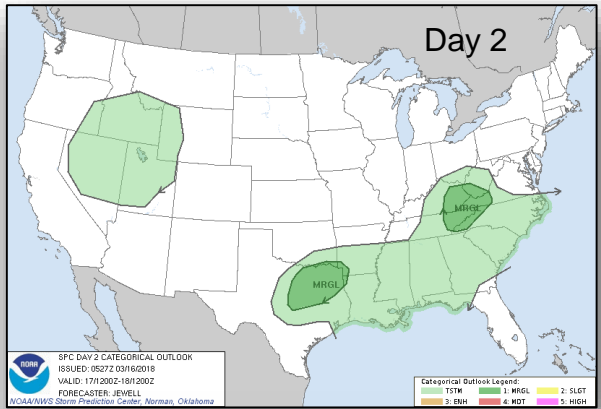 Day 2
MRGL
MRGL
NOAA
SPC DAY 2 CATEGORICAL OUTLOOK
ISSUED: 0527Z 03/16/2018
VALID: 17/1200Z-18/1200Z
FORECASTER: JEWELL
NOAA/NWS Storm Prediction Center, Norman, Oklahoma
Categorical Outlook Legend:
TSTM 1: MRGL 2: SLGT
3: ENH 4: MDT 5: HIGH